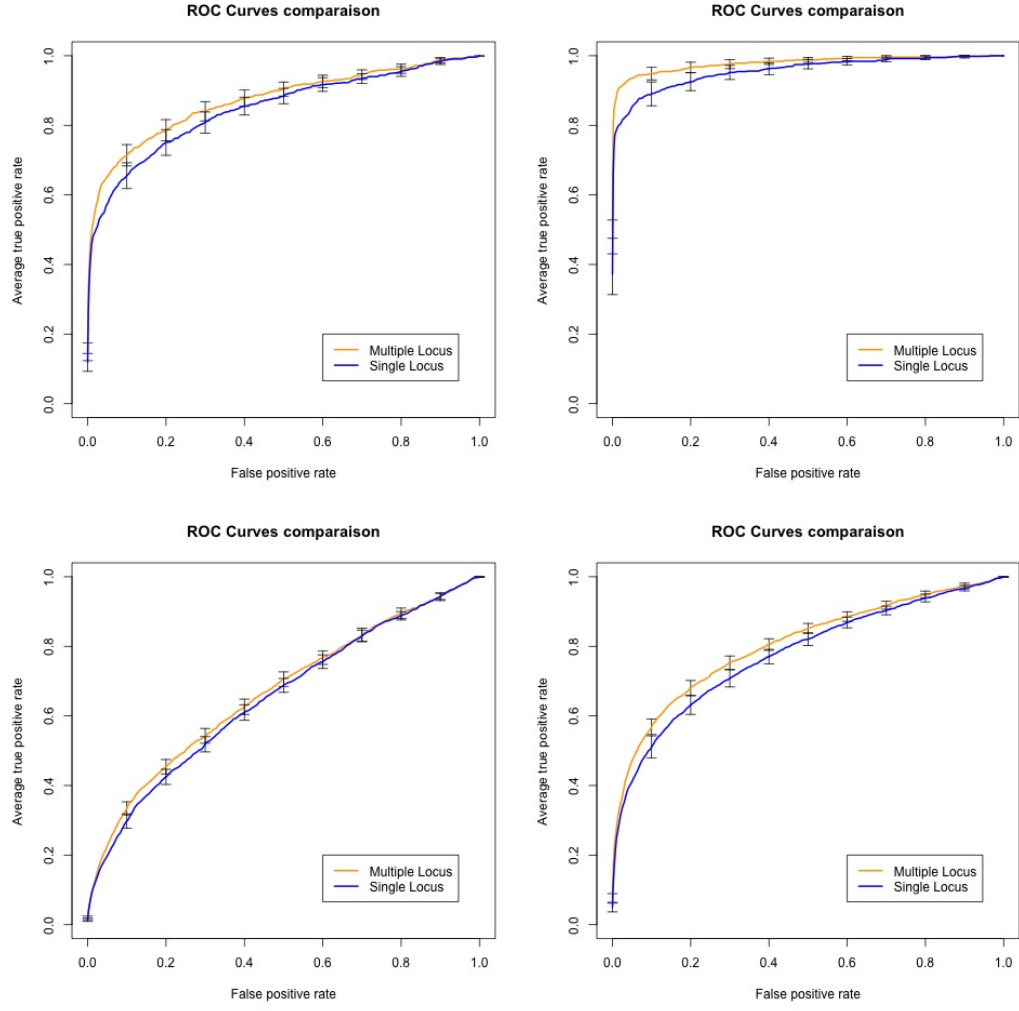 ROC Curves comparaison
Average true positive rate
1.0
0.8
0.6
0.4
0.2
0.0
Multiple Locus
Single Locus
0.0 0.2 0.4 0.6 0.8 1.0
False positive rate
ROC Curves comparaison
Average true positive rate
1.0
0.8
0.6
0.4
0.2
0.0
Multiple Locus
Single Locus
0.0 0.2 0.4 0.6 0.8 1.0
False positive rate
ROC Curves comparaison
Average true positive rate
1.0
0.8
0.6
0.4
0.2
0.0
Multiple Locus
Single Locus
0.0 0.2 0.4 0.6 0.8 1.0
False positive rate
ROC Curves comparaison
Average true positive rate
1.0
0.8
0.6
0.4
0.2
0.0
Multiple Locus
Single Locus
0.0 0.2 0.4 0.6 0.8 1.0
False positive rate